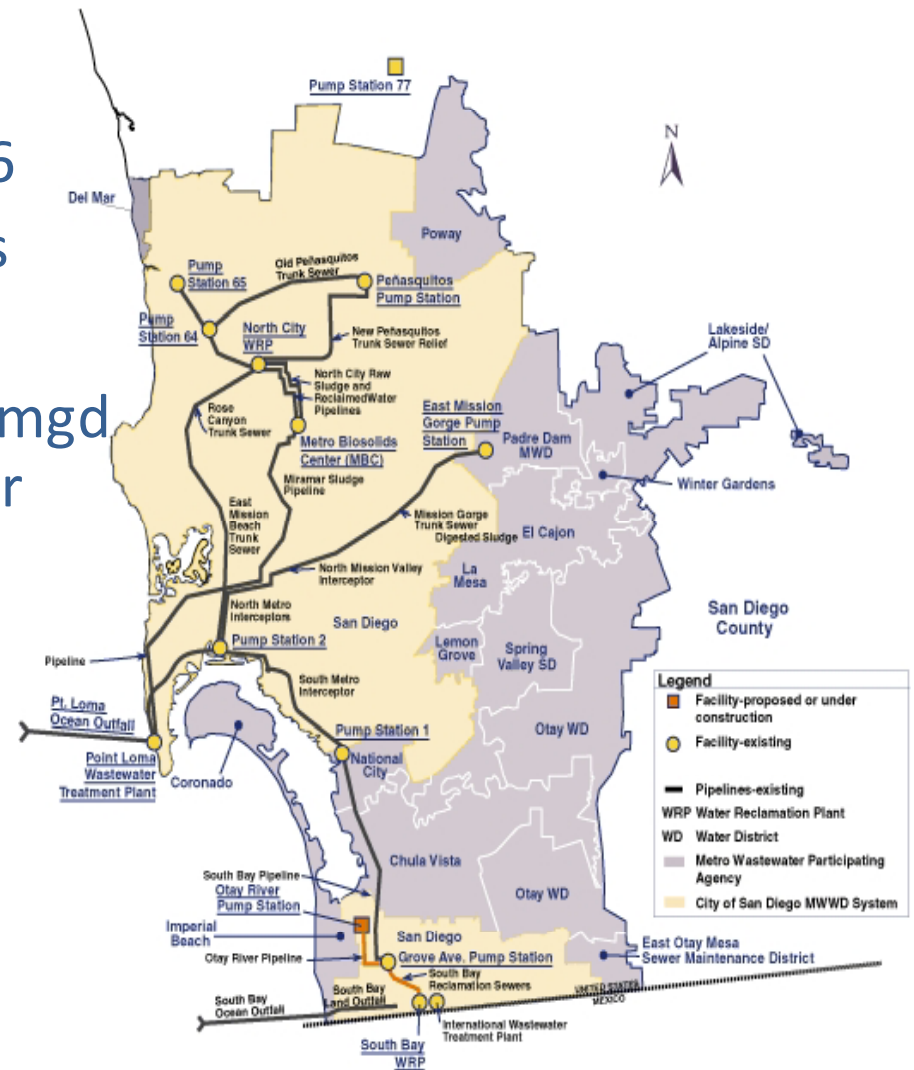 6
s
mgd
r
Pump Station 77
N
Del Mar
Poway
Pump
Station 65
Old Peñasquitos
Trunk Sewer
Peñasquitos
Pump Station
Pump
Station 64
North City
WRP
New Peñasquitos
Trunk Sewer Relief
Lakeside/
Alpine SD
North City Raw
Sludge and
ReclaimedWater
Pipelines
Rose
Canyon
Trunk Sewer
East Mission
Gorge Pump
Station
Metro Biosolids
Center (MBC)
Padre Dam
MWD
Miramar Sludge
Pipeline
Winter Gardens
East
Mission
Beach
Trunk
Sewer
Mission Gorge
Trunk Sewer
Digested Sludge
El Cajon
North Mission Valley
Interceptor
La
Mesa
North Metro
Interceptors
San Diego
San Diego
County
Pump Station 2
Lemon
Grove
Spring
Valley SD
Pipeline
South Metro
Interceptor
Pt. Loma
Ocean Outfall
Pump Station 1
Otay WD
Point Loma
Wastewater
Treatment Plant
Coronado
National
City
Legend
Facility-proposed or under
construction
Facility-existing
Pipelines-existing
WRP Water Reclamation Plant
WD Water District
Metro Wastewater Participating
Agency
City of San Diego MWWD System
Chula Vista
South Bay Pipeline
Otay River
Pump Station
Otay WD
Imperial
Beach
San Diego
East Otay Mesa
Sewer Maintenance District
Otay River Pipeline
Grove Ave. Pump Station
South Bay
Reclamation Sewers
South Bay
Land Outfall
South Bay
Ocean Outfall
UNITED STATES
MEXICO
International Wastewater
Treatment Plant
South Bay
WRP